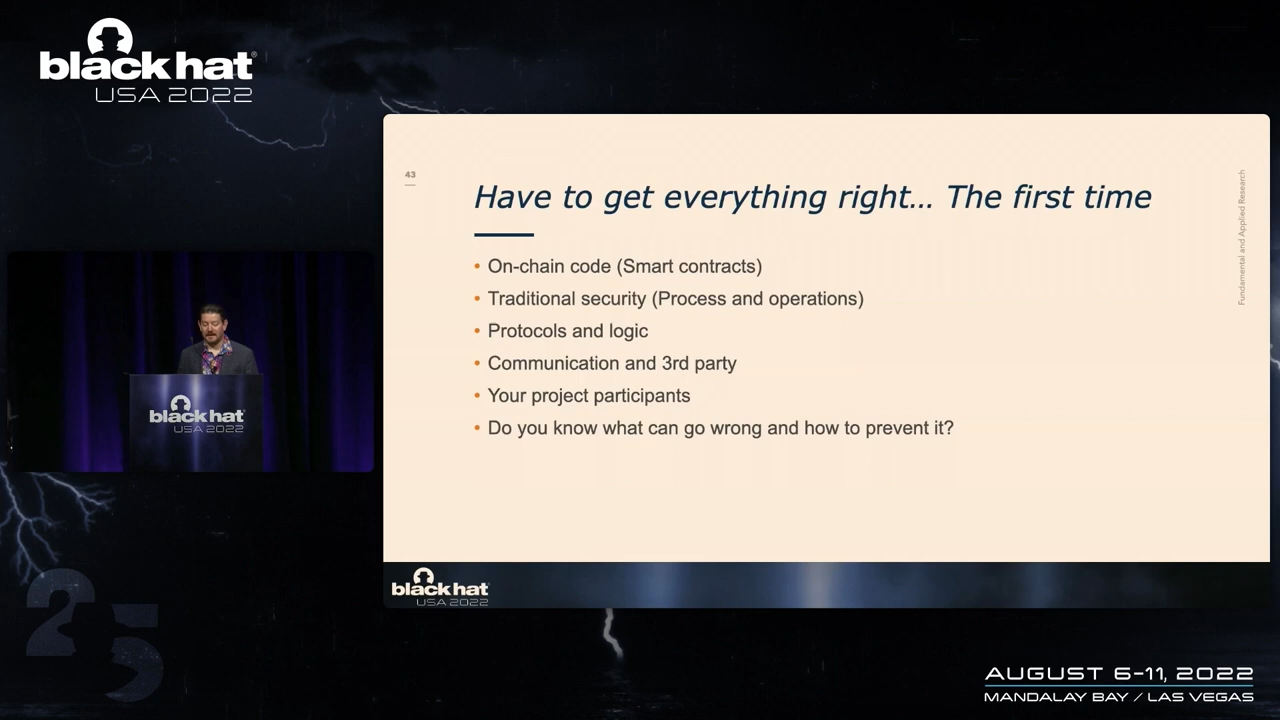 black hat®
USA 2022
43
Have to get everything right... The first time
Fundamental and Applied Research
• On-chain code (Smart contracts)
• Traditional security (Process and operations)
• Protocols and logic
• Communication and 3rd party
• Your project participants
• Do you know what can go wrong and how to prevent it?
black hat
USA 2022
black hat
USA 2022
25
AUGUST 6-11, 2022
MANDALAY BAY / LAS VEGAS